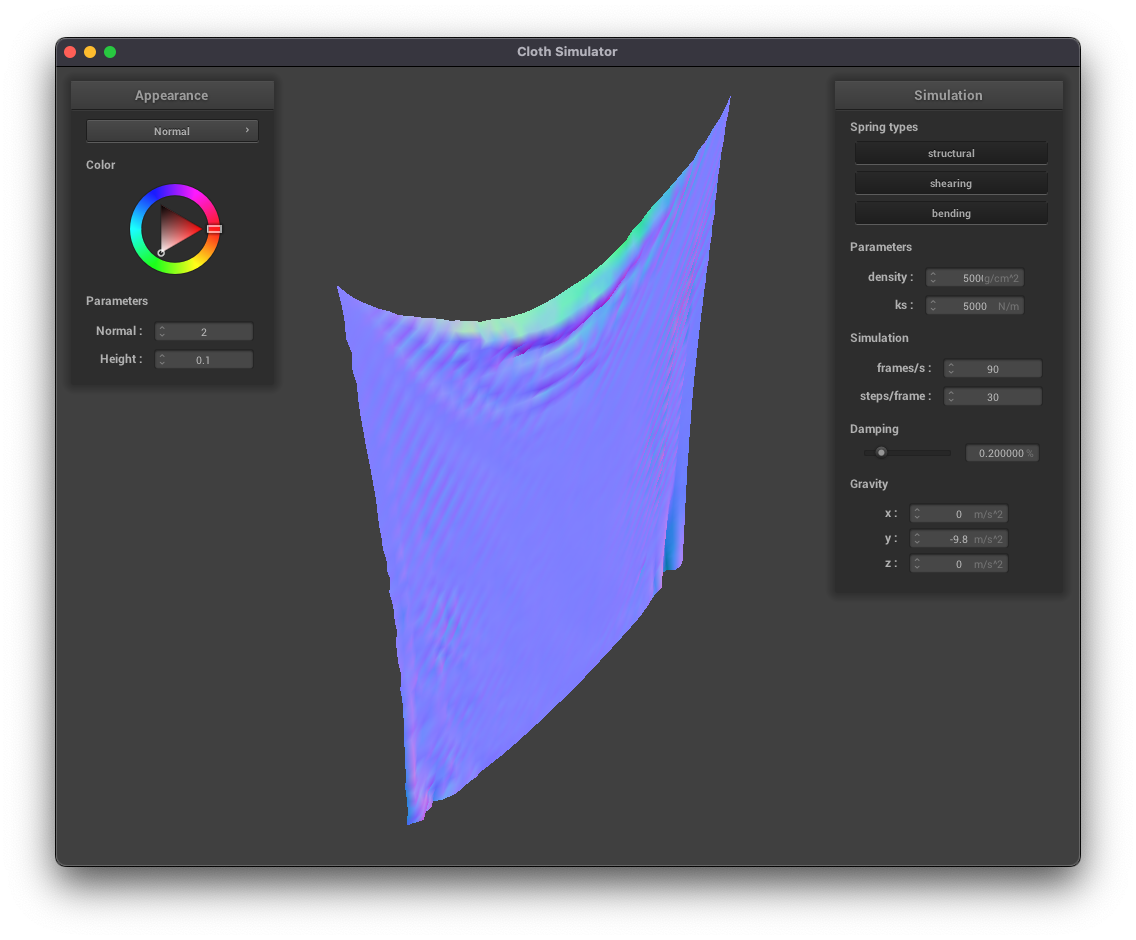 Cloth Simulator
Appearance
Normal
Color
Parameters
Normal : 2
Height : 0.1
Simulation
Spring types
structural
shearing
bending
Parameters
density : 500 g/cm^2
ks : 5000 N/m
Simulation
frames/s : 90
steps/frame : 30
Damping
0.200000 %
Gravity
x : 0 m/s^2
y : -9.8 m/s^2
z : 0 m/s^2